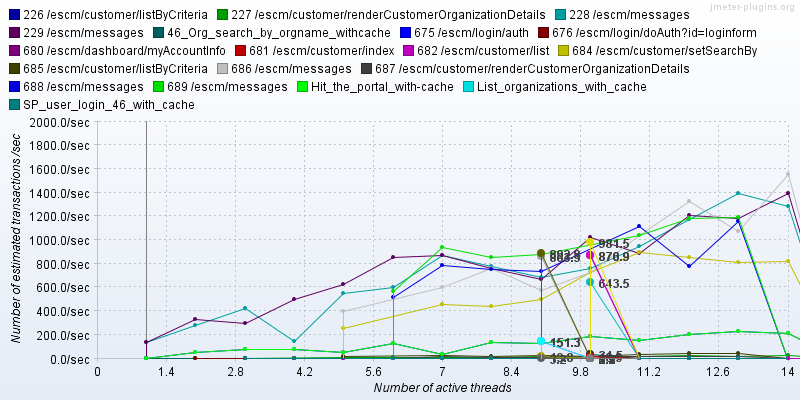 jmeter-plugins.org
226 /escm/customer/listByCriteria 227 /escm/customer/renderCustomerOrganizationDetails 228 /escm/messages
229 /escm/messages 46_Org_search_by_orgname_withcache 675 /escm/login/auth 676 /escm/login/doAuth?id=loginform
680 /escm/dashboard/myAccountInfo 681 /escm/customer/index 682 /escm/customer/list 684 /escm/customer/setSearchBy
685 /escm/customer/listByCriteria 686 /escm/messages 687 /escm/customer/renderCustomerOrganizationDetails
688 /escm/messages 689 /escm/messages Hit_the_portal_with-cache List_organizations_with_cache
SP_user_login_46_with_cache
Number of estimated transactions /sec
2000.0/sec
1800.0/sec
1600.0/sec
1400.0/sec
1200.0/sec
1000.0/sec
800.0/sec
600.0/sec
400.0/sec
200.0/sec
0.0/sec
981.5
870.9
643.5
151.3
34.5
0 1.4 2.8 4.2 5.6 7 8.4 9.8 11.2 12.6 14
Number of active threads